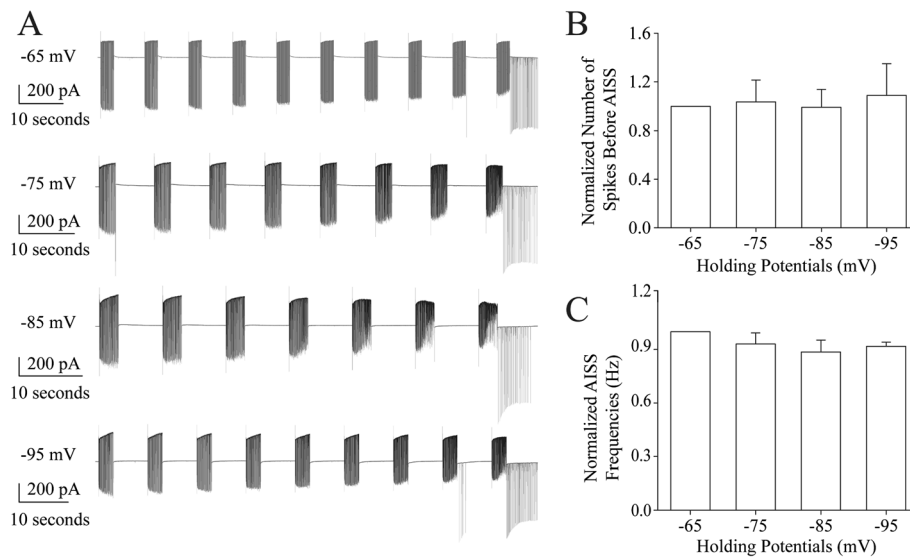 A
-65 mV
200 pA
10 seconds
-75 mV
200 pA
10 seconds
-85 mV
200 pA
10 seconds
-95 mV
200 pA
10 seconds
B
Normalized Number of
Spikes Before AISS
1.6
1.2
0.8
0.4
0.0
-65 -75 -85 -95
Holding Potentials (mV)
C
Normalized AISS
Frequencies (Hz)
1.2
0.9
0.6
0.3
0.0
-65 -75 -85 -95
Holding Potentials (mV)